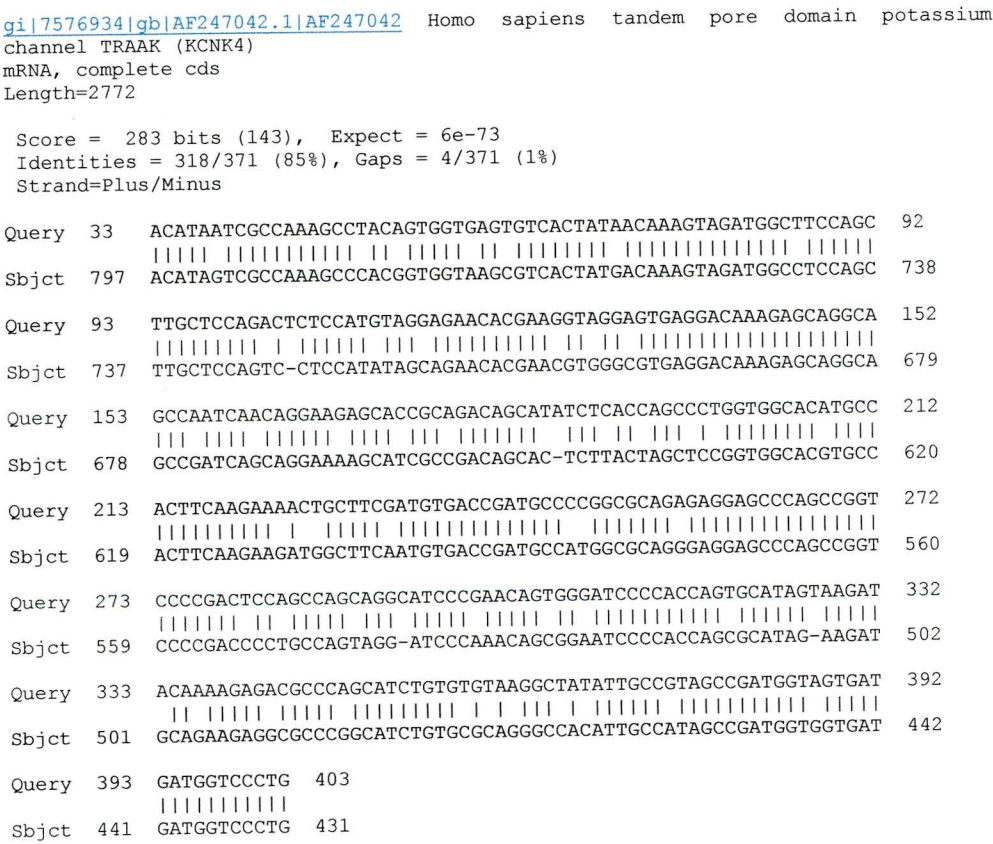 gi|7576934|gb|AF247042.1|AF247042 Homo sapiens tandem pore domain potassium
channel TRAAK (KCNK4)
mRNA, complete cds
Length=2772
Score = 283 bits (143), Expect = 6e-73
Identities = 318/371 (85%), Gaps = 4/371 (1%)
Strand=Plus/Minus
Query 33 ACATAATCGCCAAAGCCTACAGTGGTGAGTGTCACTATAACAAAGTAGATGGCTTCCAGC 92
||||| ||||||||||| || ||||| || |||||||| ||||||||||||||| ||||||
Sbjct 797 ACATAGTCGCCAAAGCCCACGGTGGTAAGCGTCACTATGACAAAGTAGATGGCCTCCAGC 738
Query 93 TTGCTCCAGACTCTCCATGTAGGAGAACACGAAGGTAGGAGTGAGGACAAAGAGCAGGCA 152
||||||||| | |||||| ||| |||||||||| || || ||||||||||||||||||||
Sbjct 737 TTGCTCCAGTC-CTCCATATAGCAGAACACGAACGTGGGCGTGAGGACAAAGAGCAGGCA 679
Query 153 GCCAATCAACAGGAAGAGCACCGCAGACAGCATATCTCACCAGCCCTGGTGGCACATGCC 212
||| |||| |||||| |||| ||| ||||||| ||| || ||| | |||||||| ||||
Sbjct 678 GCCGATCAGCAGGAAAAGCATCGCCGACAGCAC-TCTTACTAGCTCCGGTGGCACGTGCC 620
Query 213 ACTTCAAGAAAACTGCTTCGATGTGACCGATGCCCCCGGCGCAGAGAGGAGCCCAGCCGGT 272
|||||||||| | ||||| ||||||||||||||| ||||||| |||||||||||||||||
Sbjct 619 ACTTCAAGAAGATGGCTTCAATGTGACCGATGCCATGGCGCAGGGAGGAGCCCAGCCGGT 560
Query 273 CCCCGACTCCAGCCAGCAGGCATCCCGAACAGTGGGATCCCCACCAGTGCATAGTAAGAT 332
||||||| || ||||| ||| ||||| ||||| || ||||||||||| ||||||| |||||
Sbjct 559 CCCCGACCCCTGCCAGTAGG-ATCCCAAACAGCGGAATCCCCACCAGCGCATAG-AAGAT 502
Query 333 ACAAAAGAGACGCCCAGCATCTGTGTGTAAGGCTATATTGCCGTAGCCGATGGTAGTGAT 392
|| ||||| ||||| ||||||||| | | ||| | |||||| ||||||||||| |||||
Sbjct 501 GCAGAAGAGGCGCCCGGCATCTGTGCGCAGGGCCACATTGCCATAGCCGATGGTGGTGAT 442
Query 393 GATGGTCCCTG 403
|||||||||||
Sbjct 441 GATGGTCCCTG 431